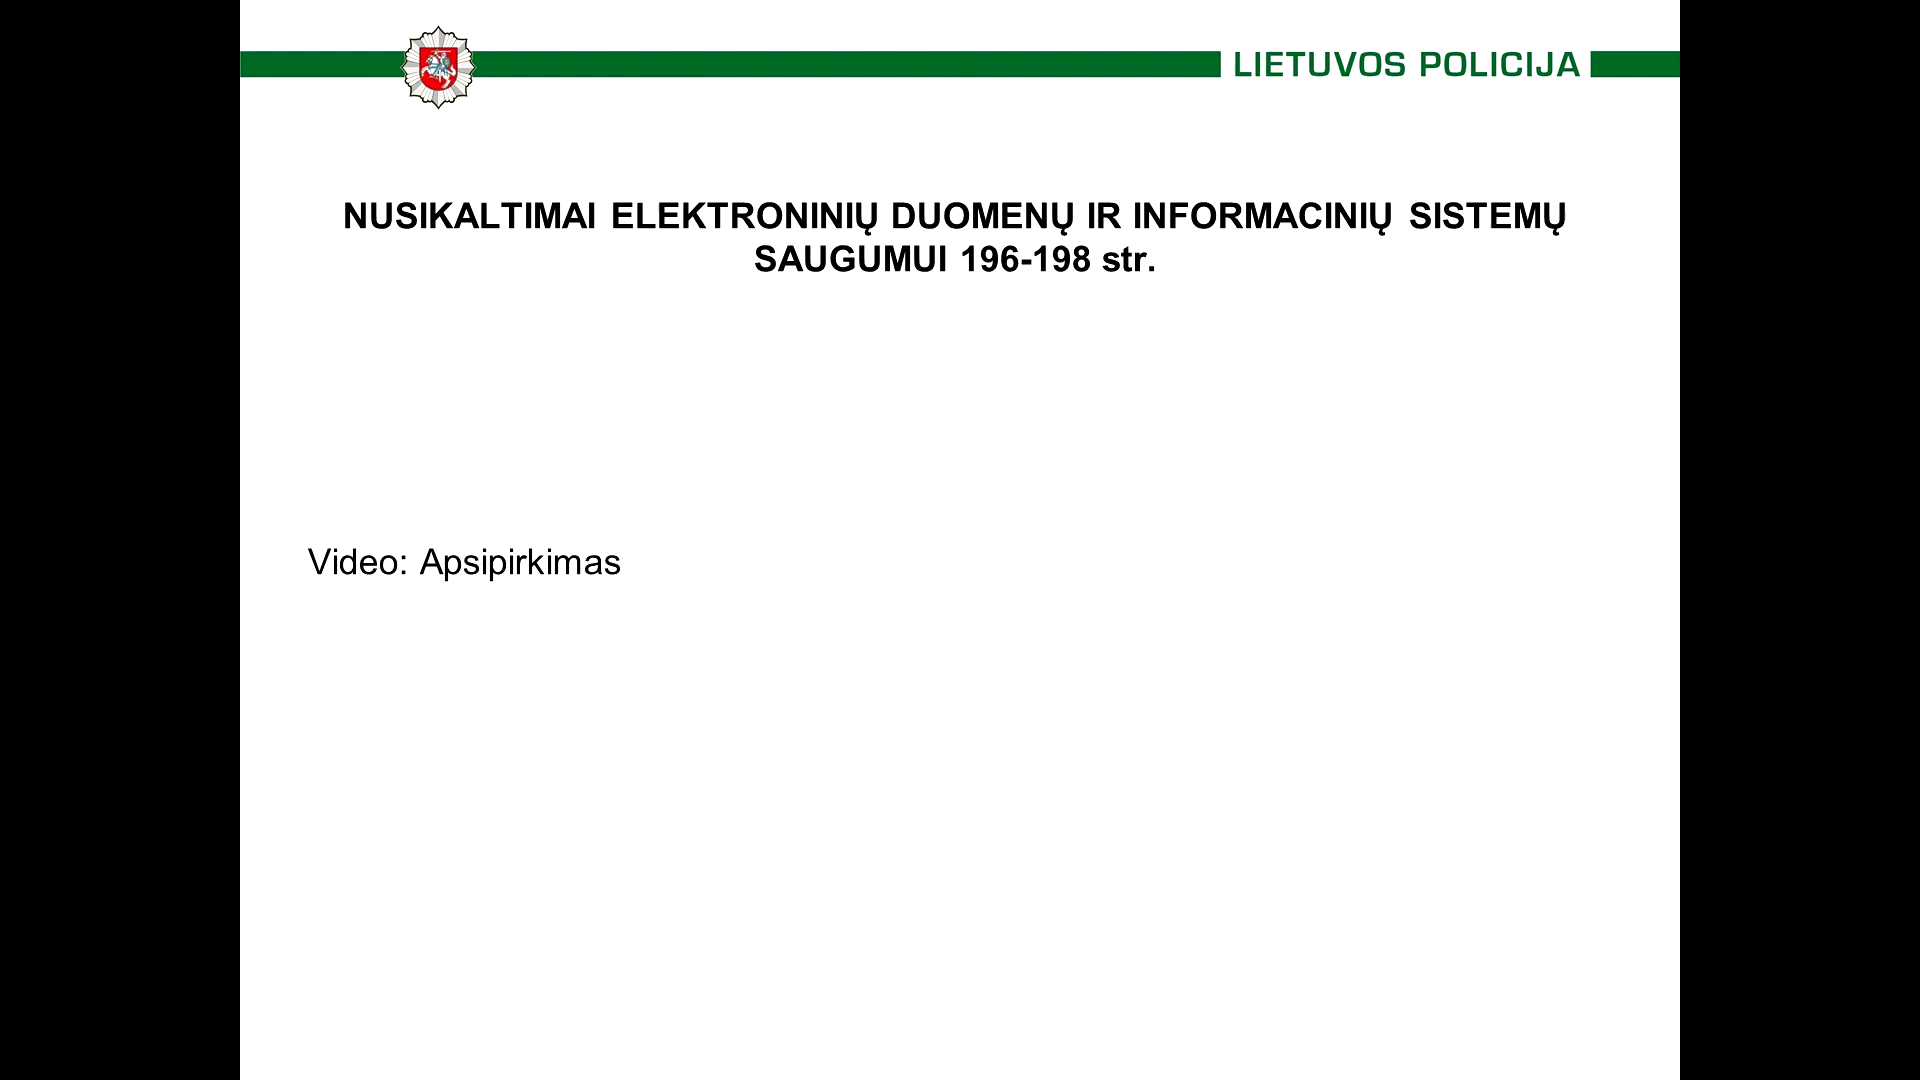 LIETUVOS POLICIJA
NUSIKALTIMAI ELEKTRONINIŲ DUOMENŲ IR INFORMACINIŲ SISTEMŲ
SAUGUMUI 196-198 str.
Video: Apsipirkimas